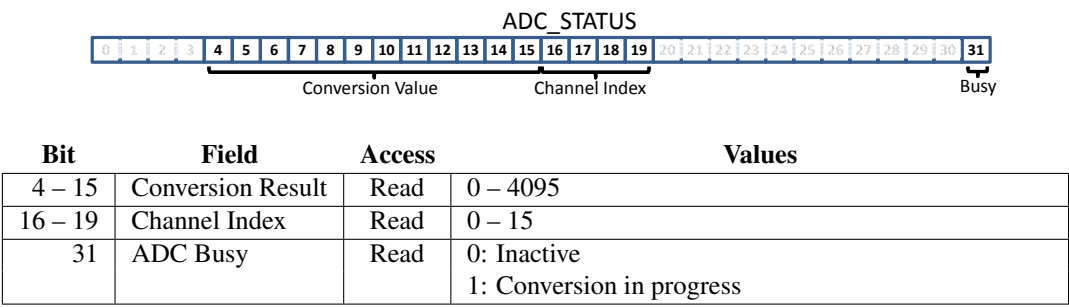 ADC_STATUS
0 1 2 3 4 5 6 7 8 9 10 11 12 13 14 15 16 17 18 19 20 21 22 23 24 25 26 27 28 29 30 31
Conversion Value Channel Index Busy
Bit Field Access Values
4 – 15 Conversion Result Read 0 – 4095
16 – 19 Channel Index Read 0 – 15
31 ADC Busy Read 0: Inactive
1: Conversion in progress